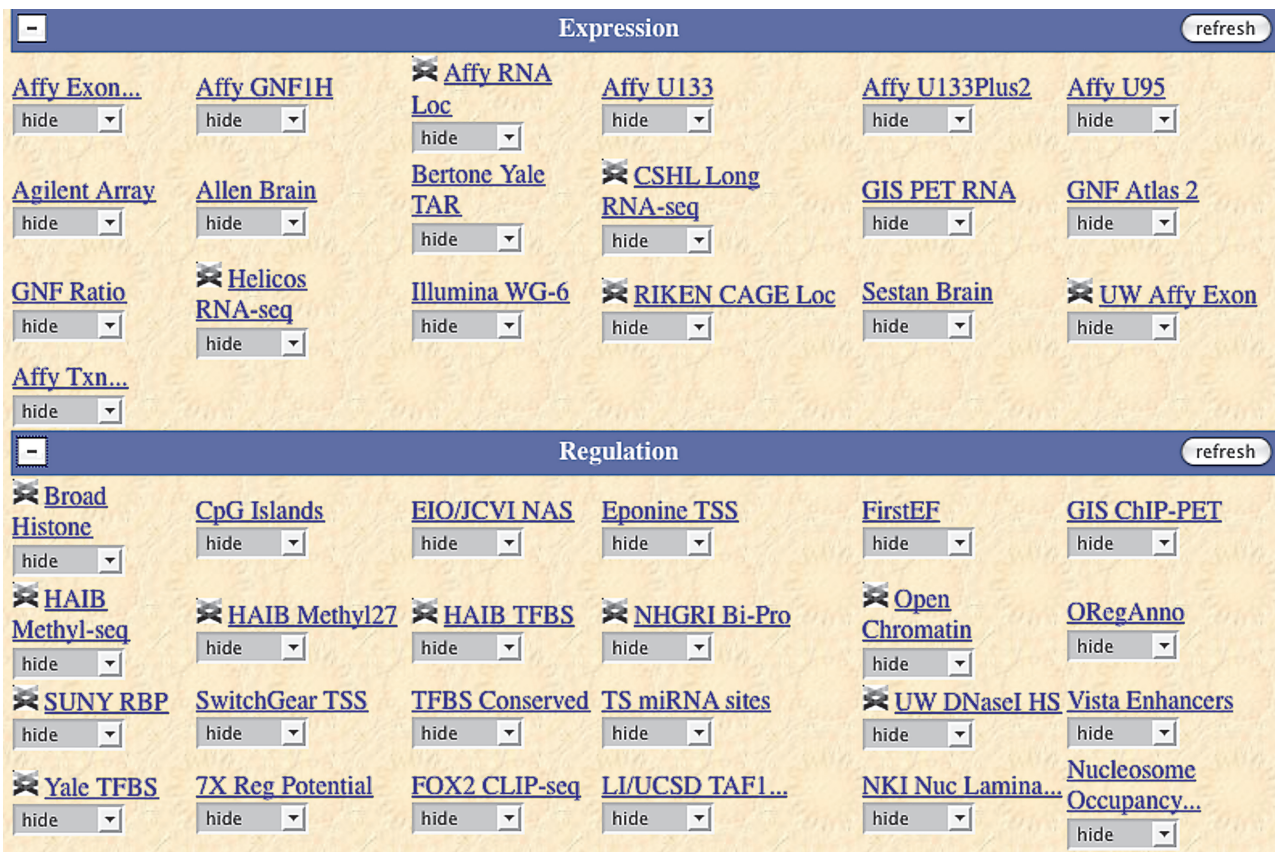 - Expression refresh
Affy Exon... Affy GNF1H Affy RNA Loc Affy U133 Affy U133Plus2 Affy U95
hide hide hide hide hide hide
Agilent Array Allen Brain Bertone Yale TAR CSHL Long RNA-seq GIS PET RNA GNF Atlas 2
hide hide hide hide hide hide
GNF Ratio Helicos RNA-seq Illumina WG-6 RIKEN CAGE Loc Sestan Brain UW Affy Exon
hide hide hide hide hide hide
Affy Txn...
hide
- Regulation refresh
Broad Histone CpG Islands EIO/JCVI NAS Eponine TSS FirstEF GIS ChIP-PET
hide hide hide hide hide hide
HAIB Methyl-seq HAIB Methyl27 HAIB TFBS NHGRI Bi-Pro Open Chromatin ORegAnno
hide hide hide hide hide hide
SUNY RBP SwitchGear TSS TFBS Conserved TS miRNA sites UW DNaseI HS Vista Enhancers
hide hide hide hide hide hide
Yale TFBS 7X Reg Potential FOX2 CLIP-seq LI/UCSD TAF1... NKI Nuc Lamina... Nucleosome Occupancy...
hide hide hide hide hide hide